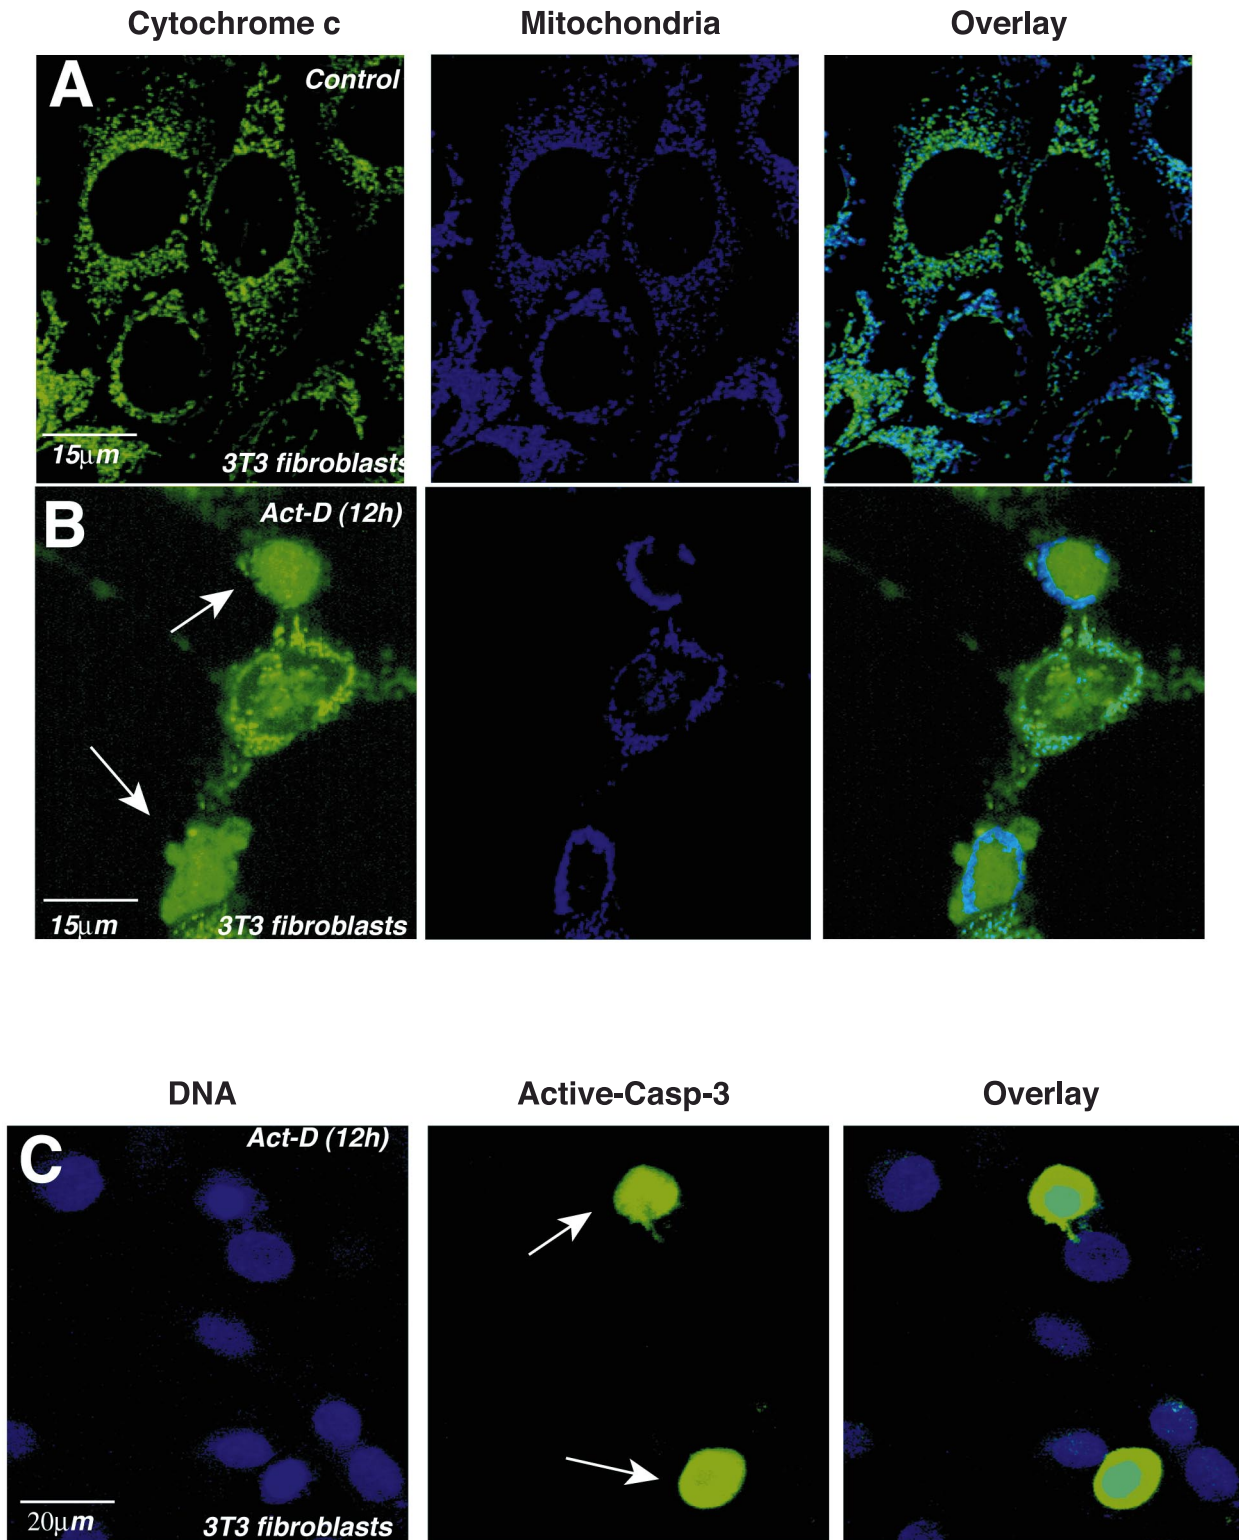 Cytochrome c Mitochondria Overlay
A Control
15μm 3T3 fibroblasts
B Act-D (12h)
15μm 3T3 fibroblasts
DNA Active-Casp-3 Overlay
C Act-D (12h)
20μm 3T3 fibroblasts